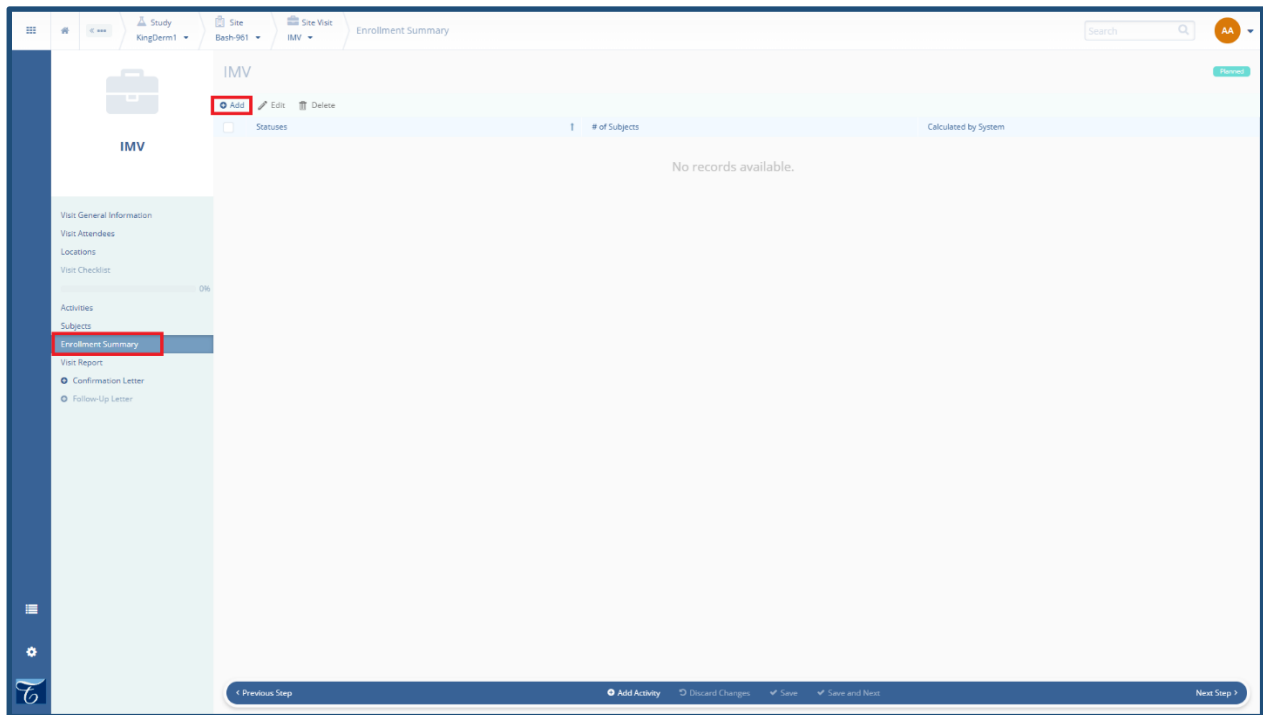 Study
KingDerm1
Site
Bash-961
Site Visit
IMV
Enrollment Summary
Search
AA
IMV
IMV
Planned
Add Edit Delete
Statuses # of Subjects Calculated by System
No records available.
Visit General Information
Visit Attendees
Locations
Visit Checklist
0%
Activities
Subjects
Enrollment Summary
Visit Report
Confirmation Letter
Follow-Up Letter
Previous Step Add Activity Discard Changes Save Save and Next Next Step